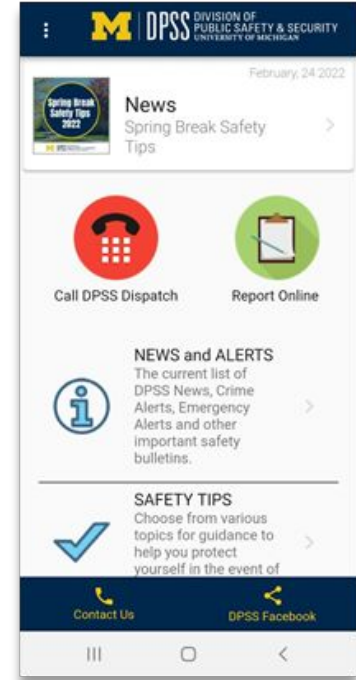 M DPSS DIVISION OF
PUBLIC SAFETY & SECURITY
UNIVERSITY OF MICHIGAN
February, 24 2022
Spring Break
Safety Tips
2022
News
Spring Break Safety
Tips
Call DPSS Dispatch
Report Online
NEWS and ALERTS
The current list of
DPSS News, Crime
Alerts, Emergency
Alerts and other
important safety
bulletins.
SAFETY TIPS
Choose from various
topics for guidance to
help you protect
yourself in the event of
Contact Us
DPSS Facebook